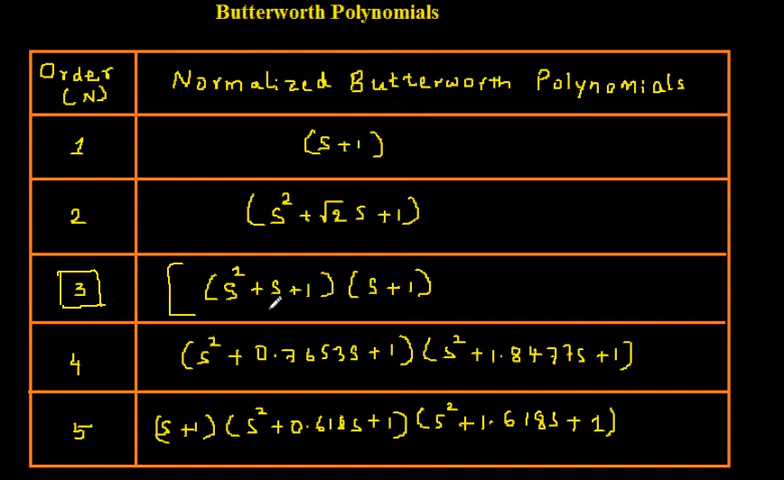 Butterworth Polynomials
Order (N) Normalized Butterworth Polynomials
1 (s+1)
2 (s²+√2 s+1)
3 [ (s²+s+1)(s+1)
4 (s²+0.7653s+1)(s²+1.8477s+1]
5 (s+1)(s²+0.618s+1)(s²+1.618s+1)